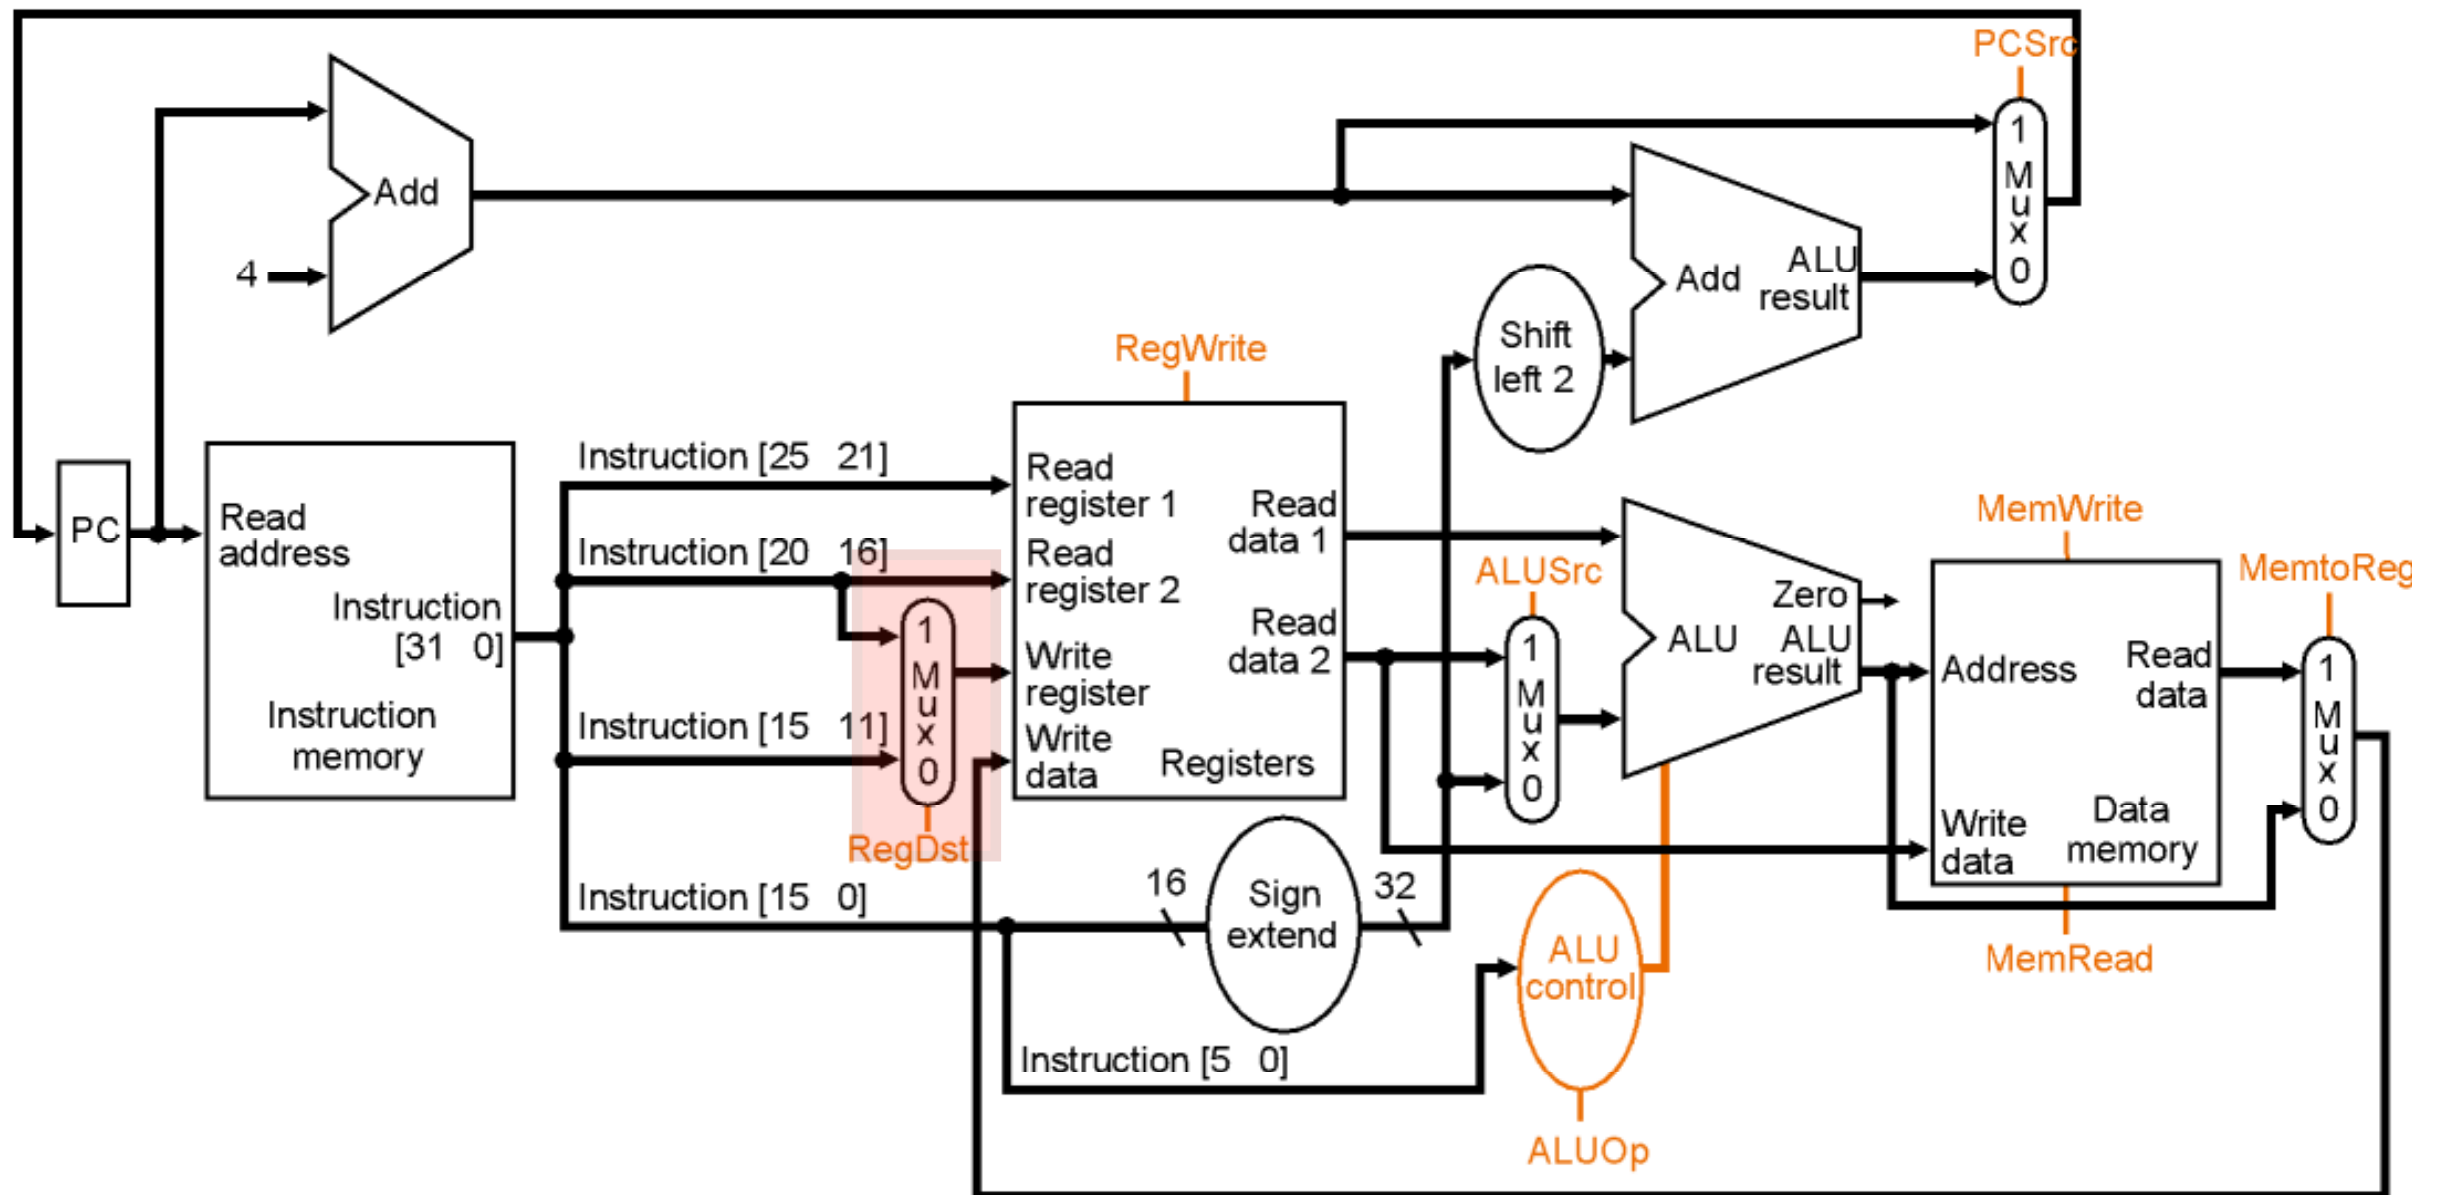 PCSrc
Add
4
1
M
u
x
0
Add
ALU
result
Shift
left 2
RegWrite
PC
Read
address
Instruction
[31 0]
Instruction
memory
Instruction [25 21]
Instruction [20 16]
Instruction [15 11]
Instruction [15 0]
Instruction [5 0]
1
M
u
x
0
RegDst
Read
register 1
Read
register 2
Write
register
Write
data
Read
data 1
Read
data 2
Registers
16
Sign
extend
32
ALUSrc
1
M
u
x
0
Zero
ALU
ALU
result
ALU
control
ALUOp
MemWrite
Address
Read
data
Write
data
Data
memory
MemRead
MemtoReg
1
M
u
x
0